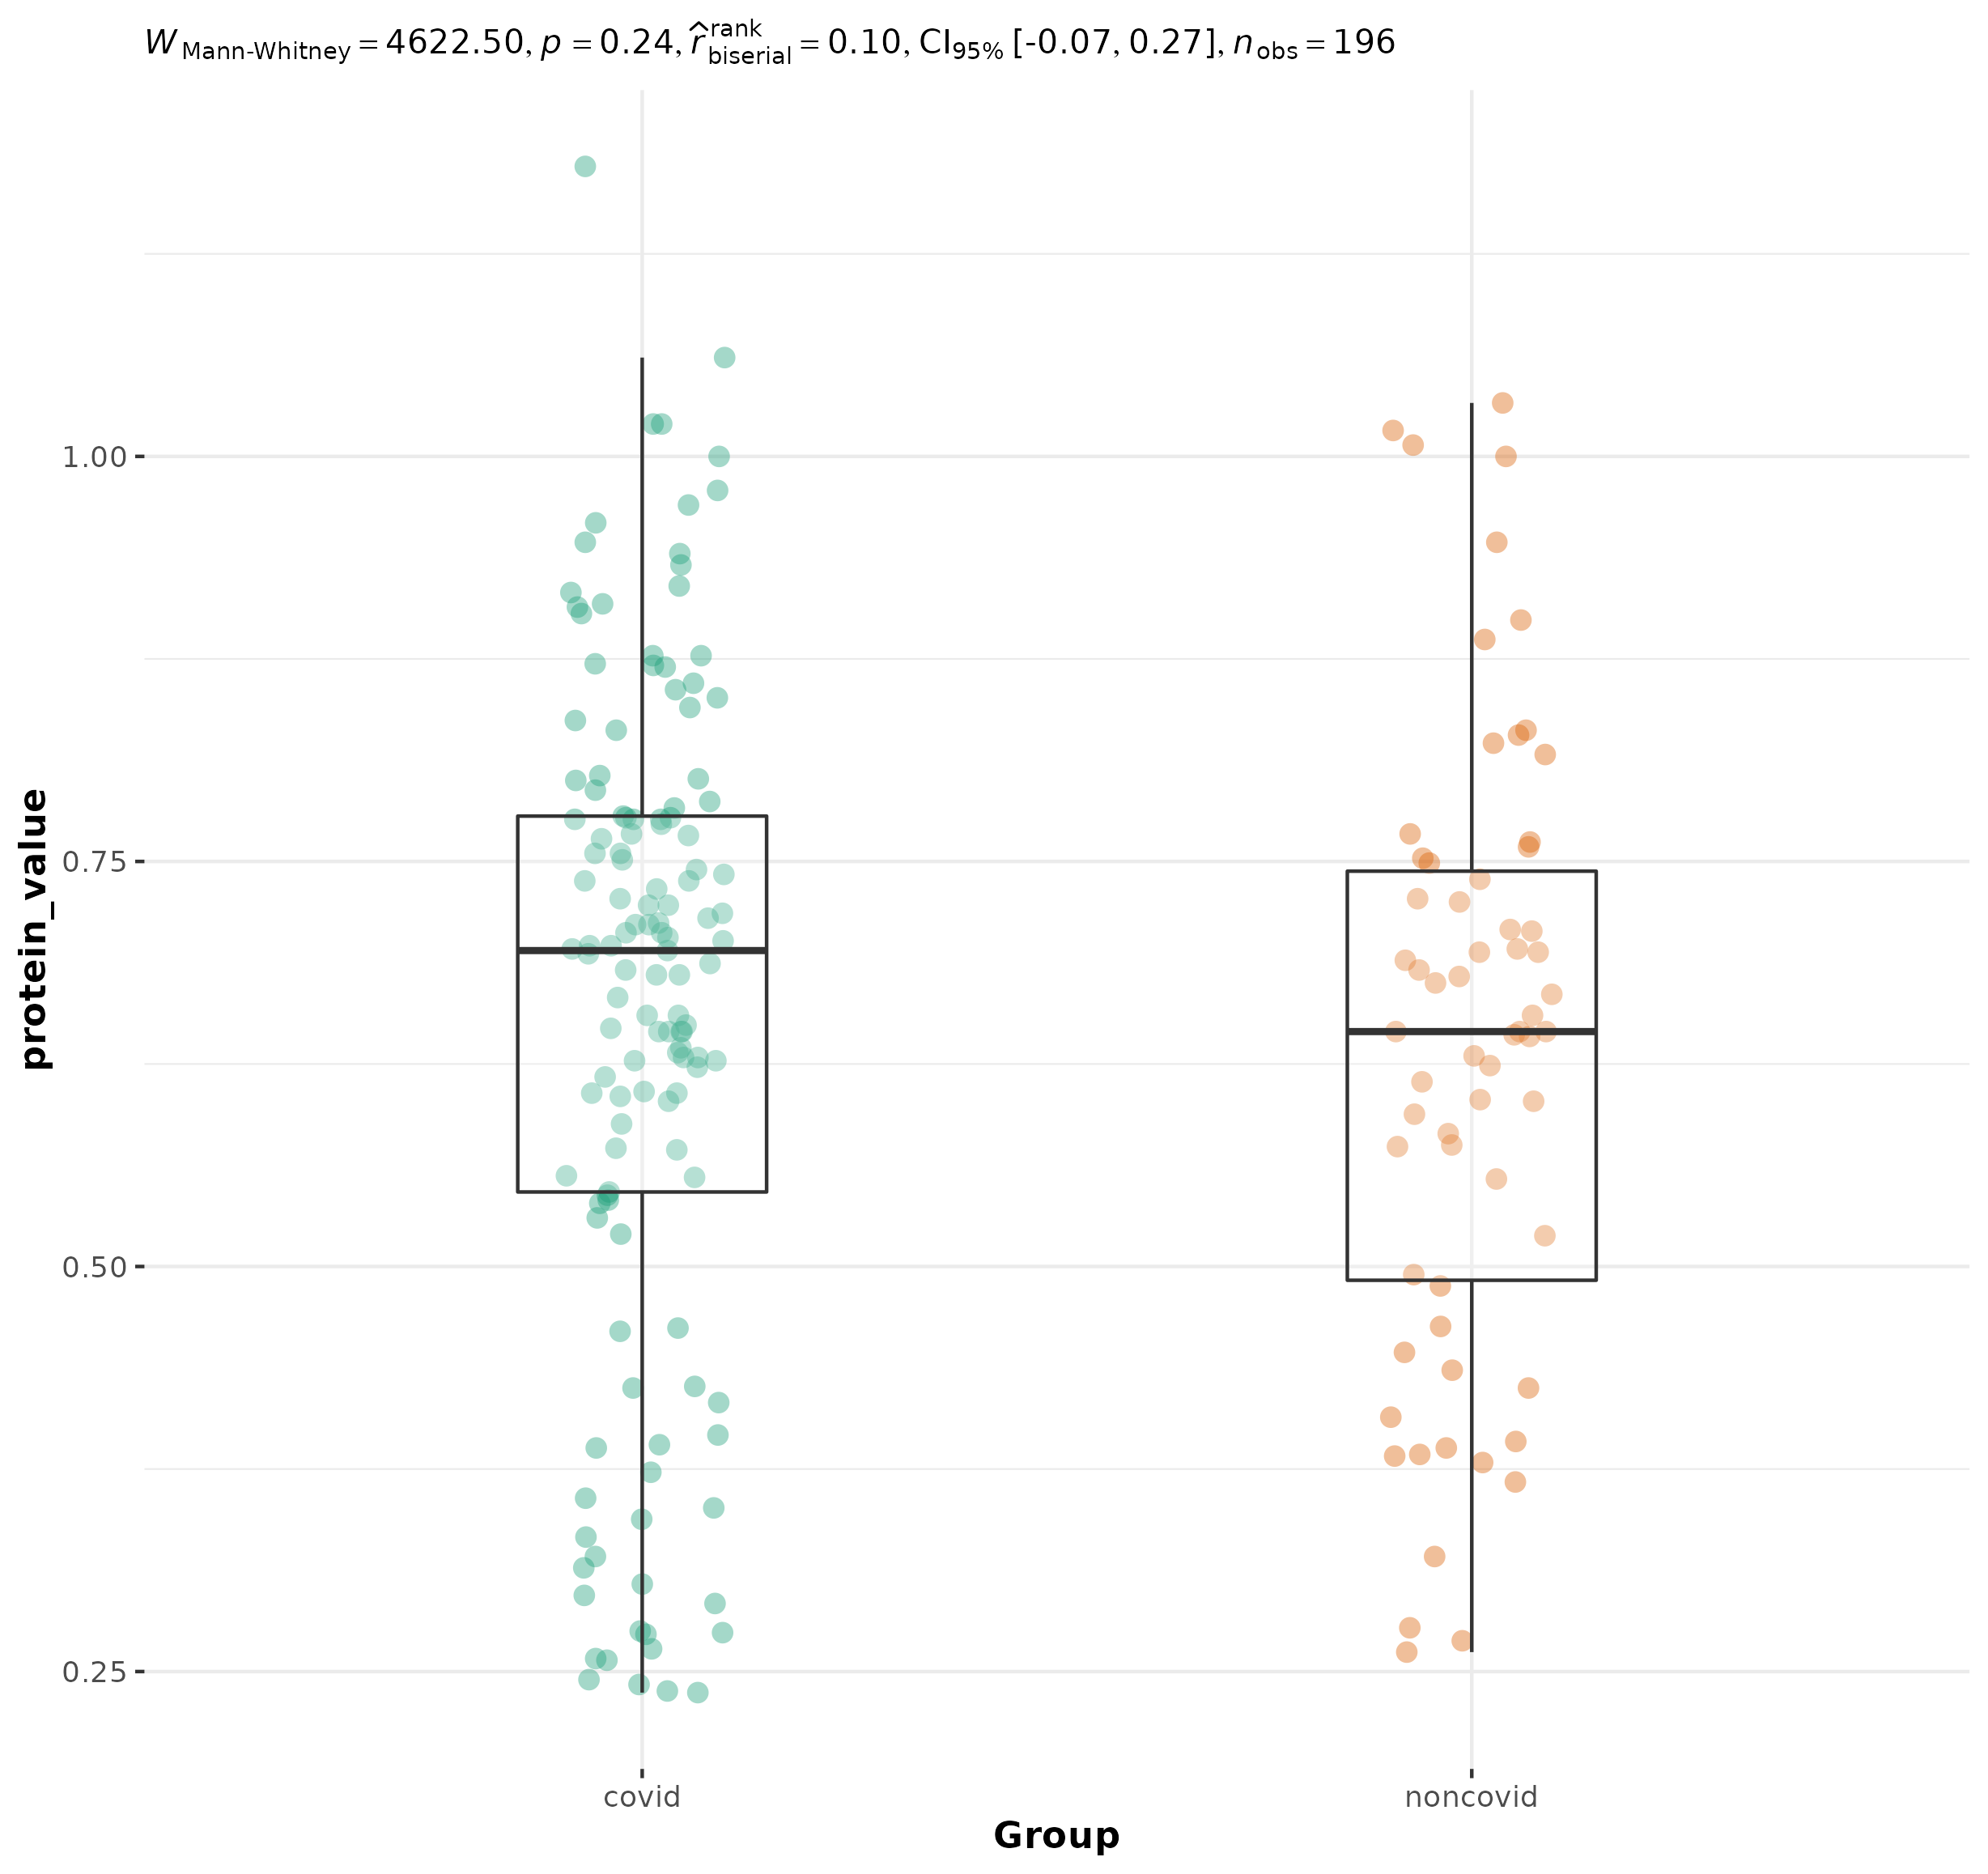 W Mann-Whitney = 4622.50, p = 0.24, r̂ rank biserial = 0.10, CI95% [-0.07, 0.27], n obs = 196
protein_value
1.00
0.75
0.50
0.25
covid noncovid
Group